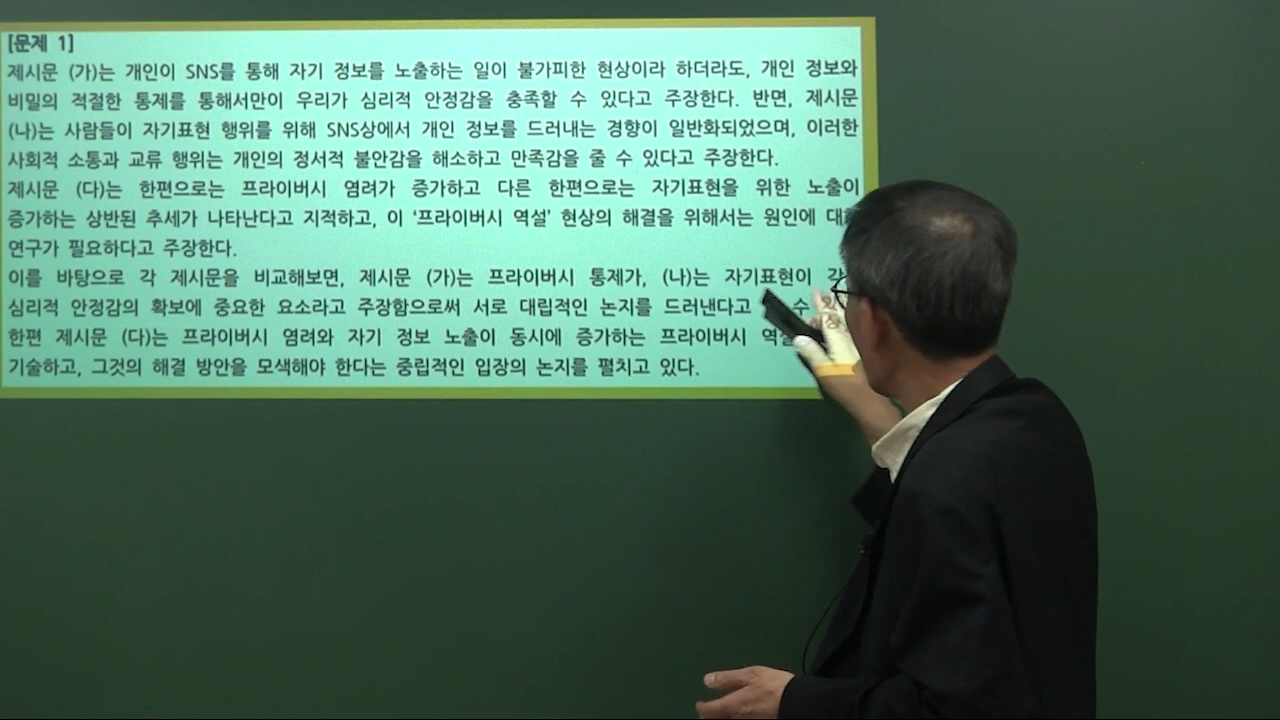 [문제 1]
제시문 (가)는 개인이 SNS를 통해 자기 정보를 노출하는 일이 불가피한 현상이라 하더라도, 개인 정보와
비밀의 적절한 통제를 통해서만이 우리가 심리적 안정감을 충족할 수 있다고 주장한다. 반면, 제시문
(나)는 사람들이 자기표현 행위를 위해 SNS상에서 개인 정보를 드러내는 경향이 일반화되었으며, 이러한
사회적 소통과 교류 행위는 개인의 정서적 불안감을 해소하고 만족감을 줄 수 있다고 주장한다.
제시문 (다)는 한편으로는 프라이버시 염려가 증가하고 다른 한편으로는 자기표현을 위한 노출이
증가하는 상반된 추세가 나타난다고 지적하고, 이 '프라이버시 역설' 현상의 해결을 위해서는 원인에
연구가 필요하다고 주장한다.
이를 바탕으로 각 제시문을 비교해보면, 제시문 (가)는 프라이버시 통제가, (나)는 자기표현이
심리적 안정감의 확보에 중요한 요소라고 주장함으로써 서로 대립적인 논지를 드러낸다고 수
한편 제시문 (다)는 프라이버시 염려와 자기 정보 노출이 동시에 증가하는 프라이버시
기술하고, 그것의 해결 방안을 모색해야 한다는 중립적인 입장의 논지를 펼치고 있다.